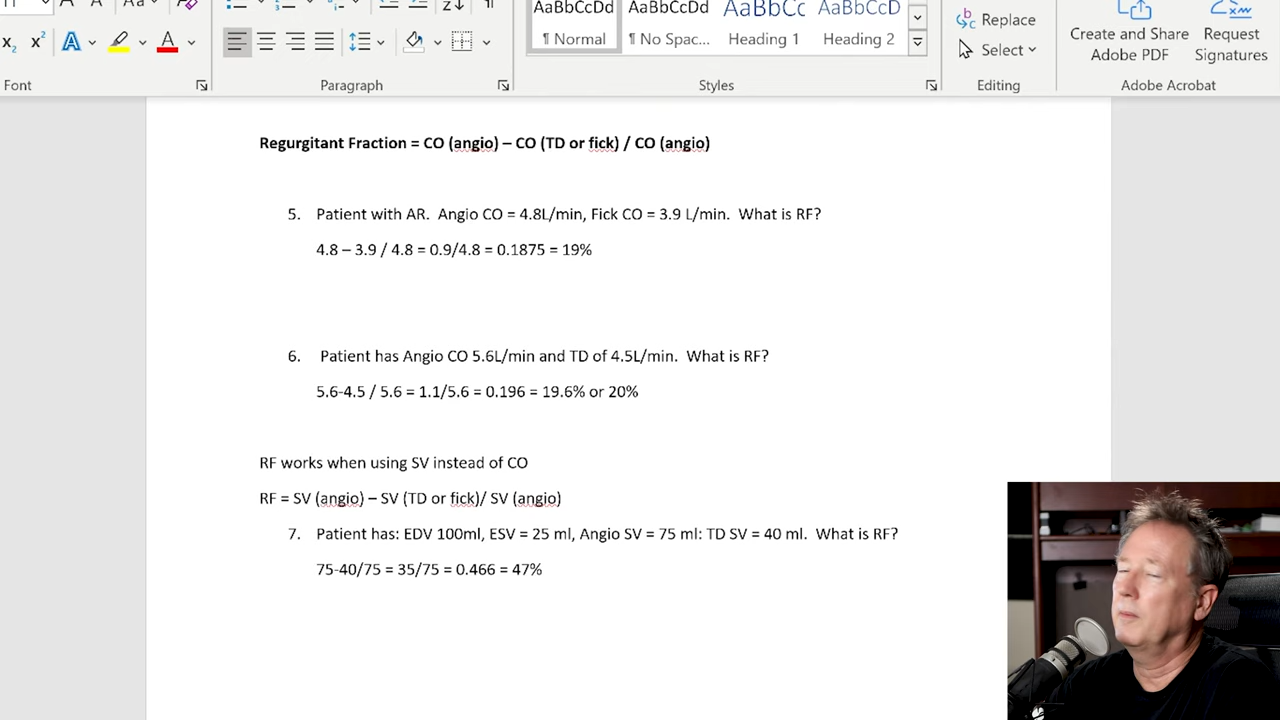 Aa
A
AaBbCcDd
AaBbCcDd
AaBbCc
AaBbCcD
Replace
Create and Share
Request
¶ Normal
¶ No Spac...
Heading 1
Heading 2
Select
Adobe PDF
Signatures
Font
Paragraph
Styles
Editing
Adobe Acrobat
Regurgitant Fraction = CO (angio) – CO (TD or fick) / CO (angio)
5. Patient with AR. Angio CO = 4.8L/min, Fick CO = 3.9 L/min. What is RF?
4.8 – 3.9 / 4.8 = 0.9/4.8 = 0.1875 = 19%
6. Patient has Angio CO 5.6L/min and TD of 4.5L/min. What is RF?
5.6-4.5 / 5.6 = 1.1/5.6 = 0.196 = 19.6% or 20%
RF works when using SV instead of CO
RF = SV (angio) – SV (TD or fick)/ SV (angio)
7. Patient has: EDV 100ml, ESV = 25 ml, Angio SV = 75 ml: TD SV = 40 ml. What is RF?
75-40/75 = 35/75 = 0.466 = 47%